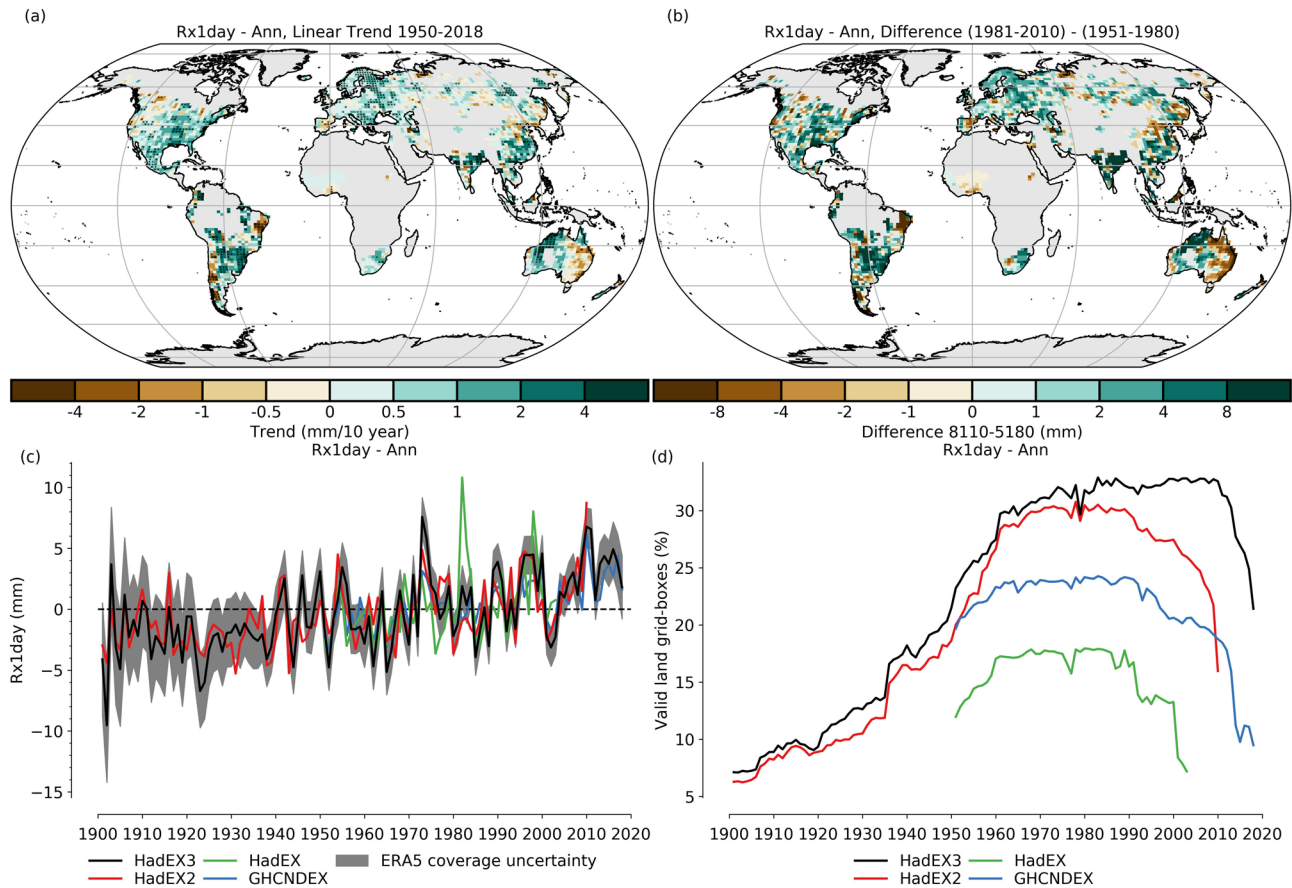 (a)
Rx1day - Ann, Linear Trend 1950-2018
-4 -2 -1 -0.5 0 0.5 1 2 4
Trend (mm/10 year)
(b)
Rx1day - Ann, Difference (1981-2010) - (1951-1980)
-8 -4 -2 -1 0 1 2 4 8
Difference 8110-5180 (mm)
(c)
Rx1day - Ann
Rx1day (mm)
10
5
0
−5
−10
−15
1900 1910 1920 1930 1940 1950 1960 1970 1980 1990 2000 2010 2020
HadEX3 HadEX ERA5 coverage uncertainty
HadEX2 GHCNDEX
(d)
Rx1day - Ann
Valid land grid-boxes (%)
30
25
20
15
10
5
1900 1910 1920 1930 1940 1950 1960 1970 1980 1990 2000 2010 2020
HadEX3 HadEX
HadEX2 GHCNDEX